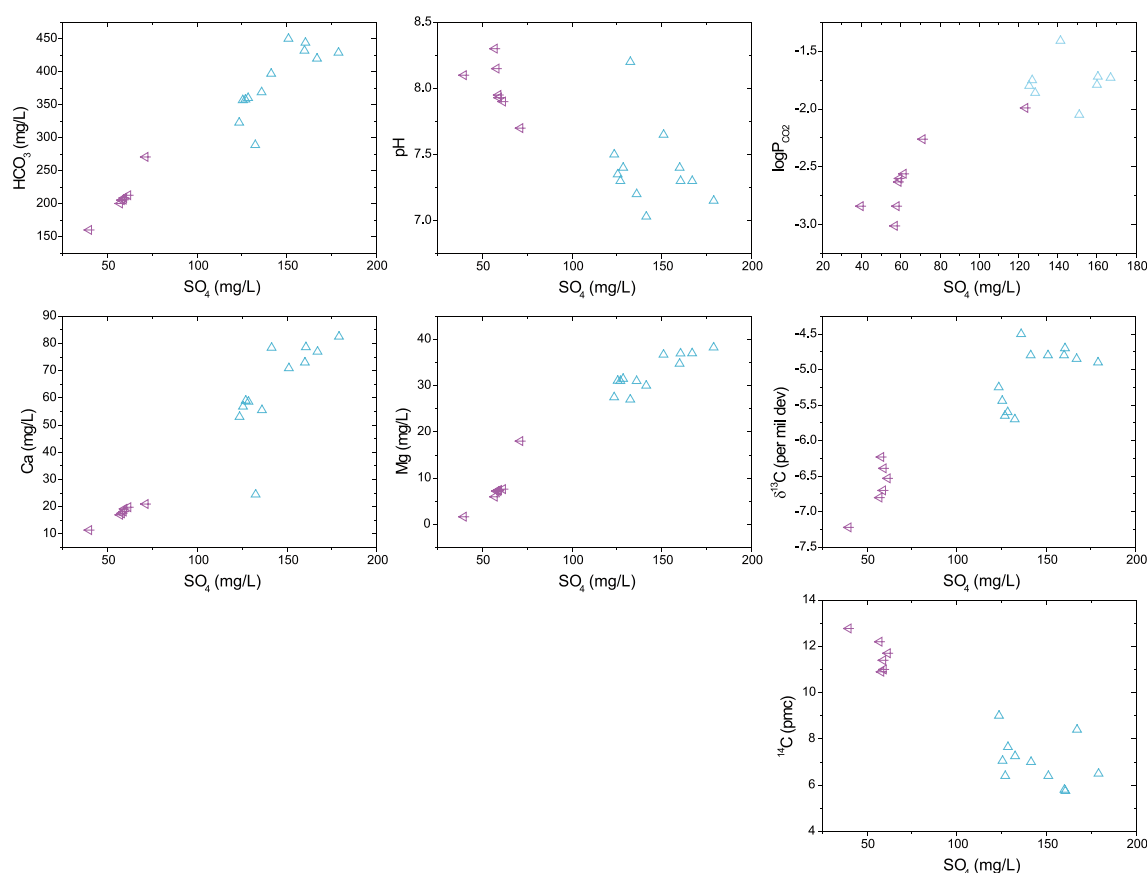 450
400
350
300
250
200
150
HCO3 (mg/L)
50 100 150 200
SO4 (mg/L)
8.5
8.0
7.5
7.0
pH
50 100 150 200
SO4 (mg/L)
-1.5
-2.0
-2.5
-3.0
logPCO2
20 40 60 80 100 120 140 160 180
SO4 (mg/L)
90
80
70
60
50
40
30
20
10
Ca (mg/L)
50 100 150 200
SO4 (mg/L)
40
30
20
10
0
Mg (mg/L)
50 100 150 200
SO4 (mg/L)
-4.5
-5.0
-5.5
-6.0
-6.5
-7.0
-7.5
δ13C (per mil dev)
50 100 150 200
SO4 (mg/L)
14
12
10
8
6
4
14C (pmc)
50 100 150 200
SO4 (mg/L)